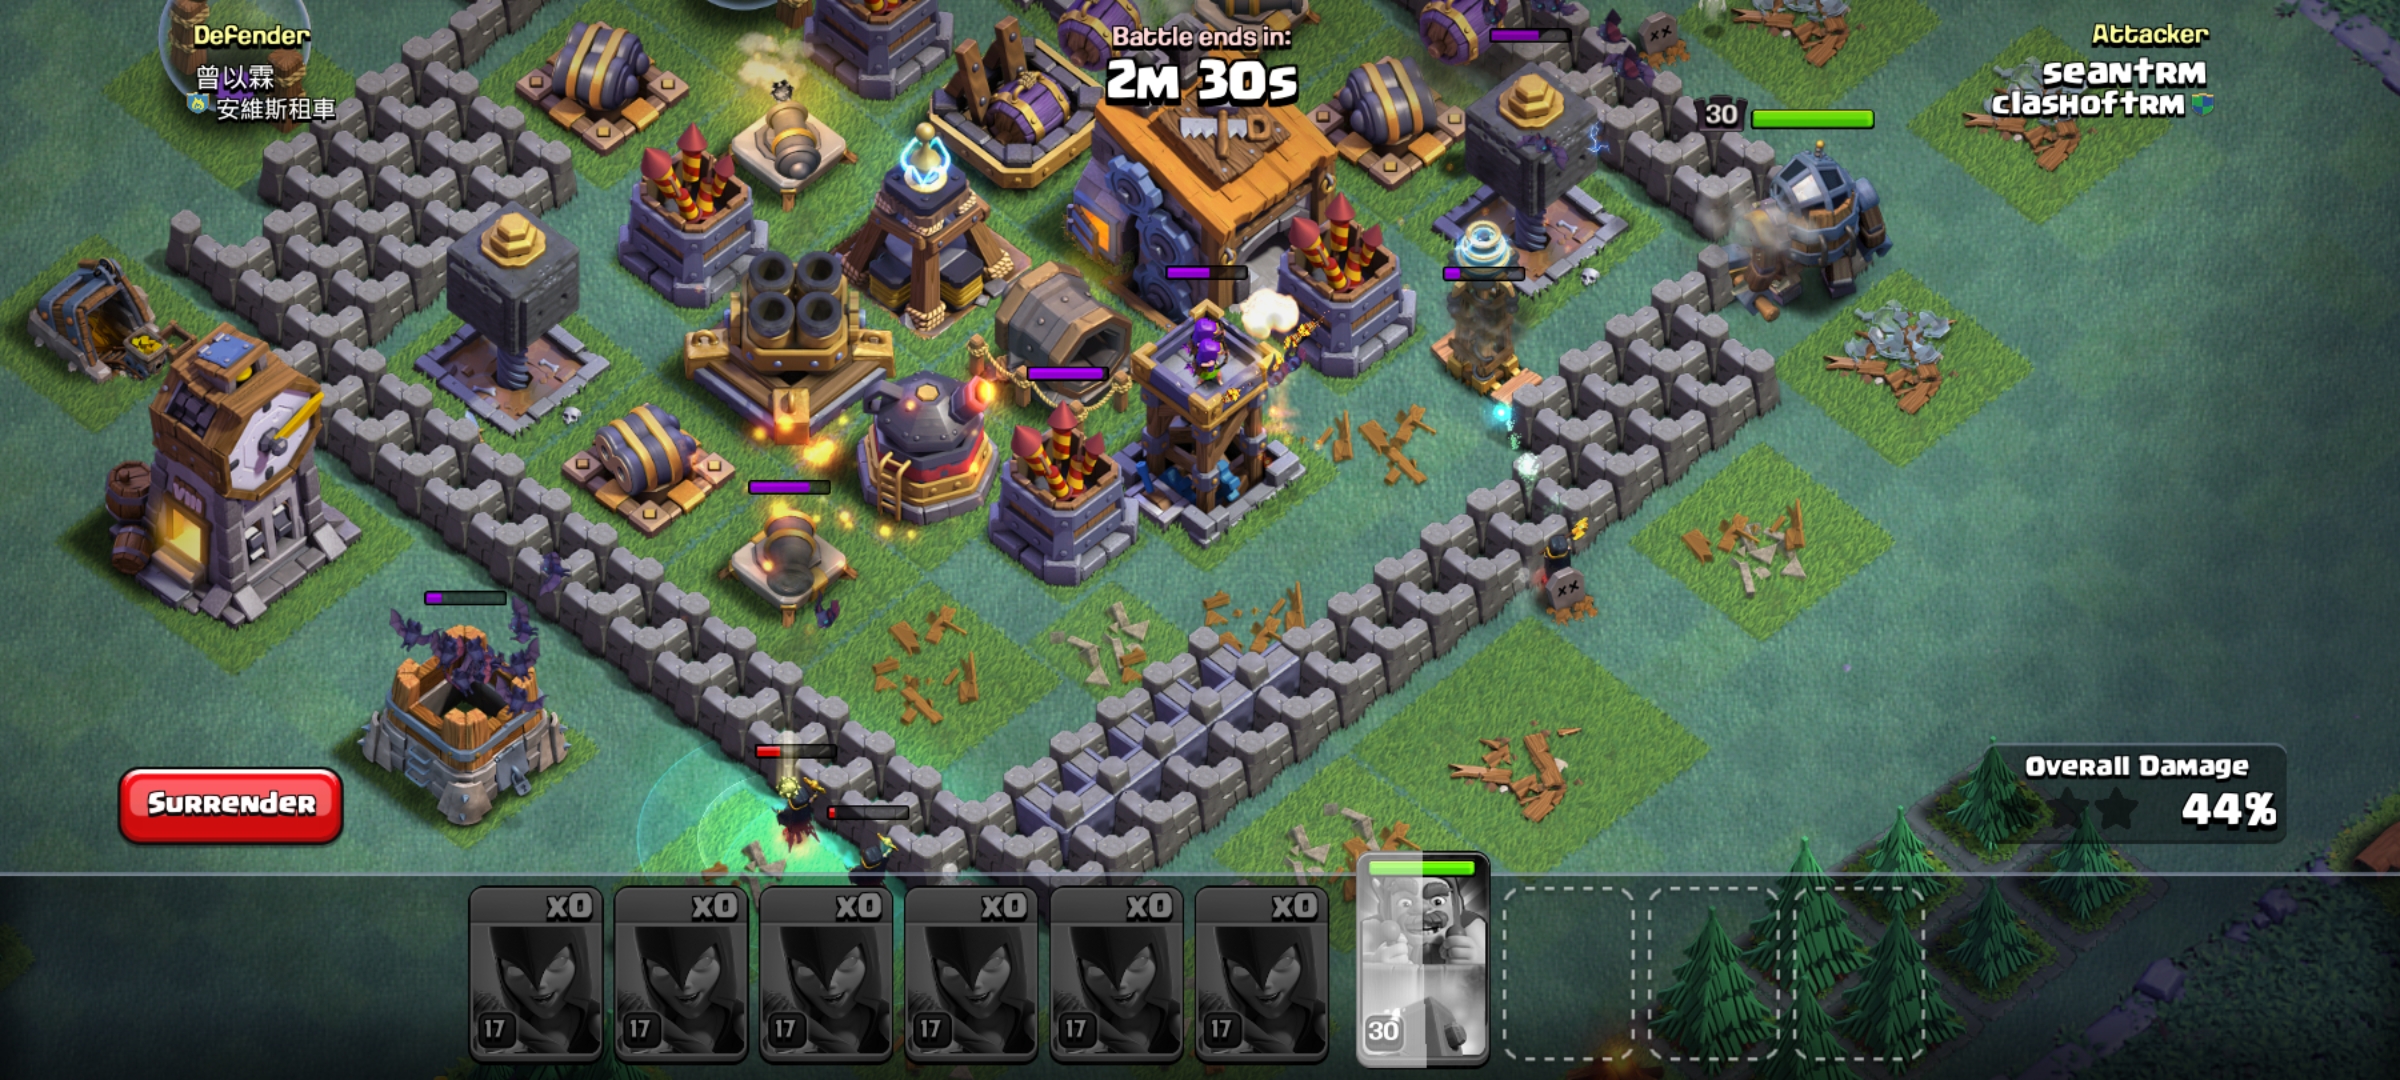 Defender
曾以霖
安維斯租車
Battle ends in:
2M 30s
Attacker
seantRM
clashoftRM
30
VIII
Surrender
Overall Damage
44%
x0
x0
x0
x0
x0
x0
17
17
17
17
17
17
30